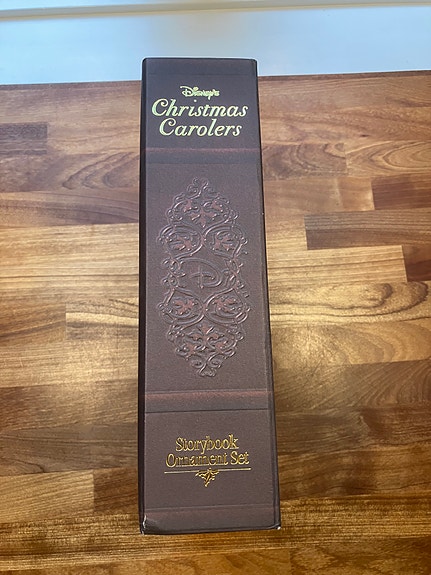 Disney's
Christmas
Carolers
D
Storybook
Ornament Set